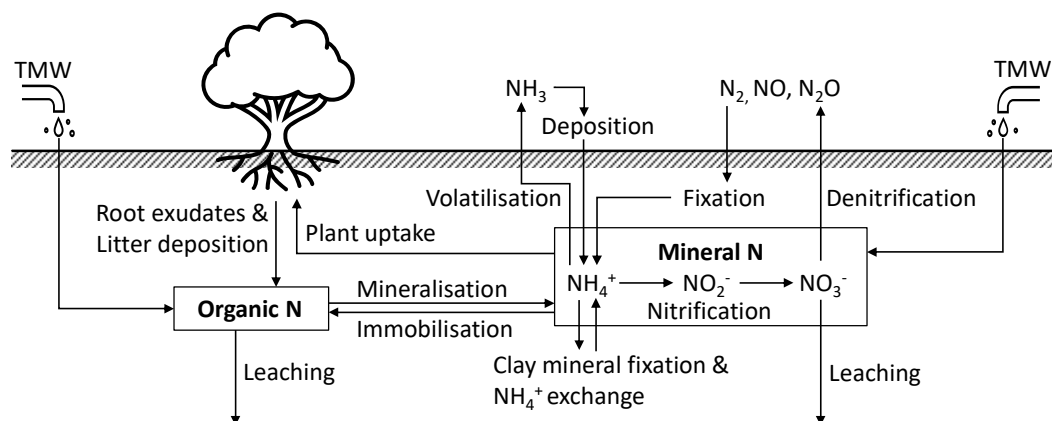 TMW
NH₃
Deposition
N₂, NO, N₂O
TMW
Volatilisation
Fixation
Denitrification
Root exudates &
Litter deposition
Plant uptake
Mineral N
NH₄⁺
NO₂⁻
NO₃⁻
Nitrification
Organic N
Mineralisation
Immobilisation
Leaching
Clay mineral fixation &
NH₄⁺ exchange
Leaching